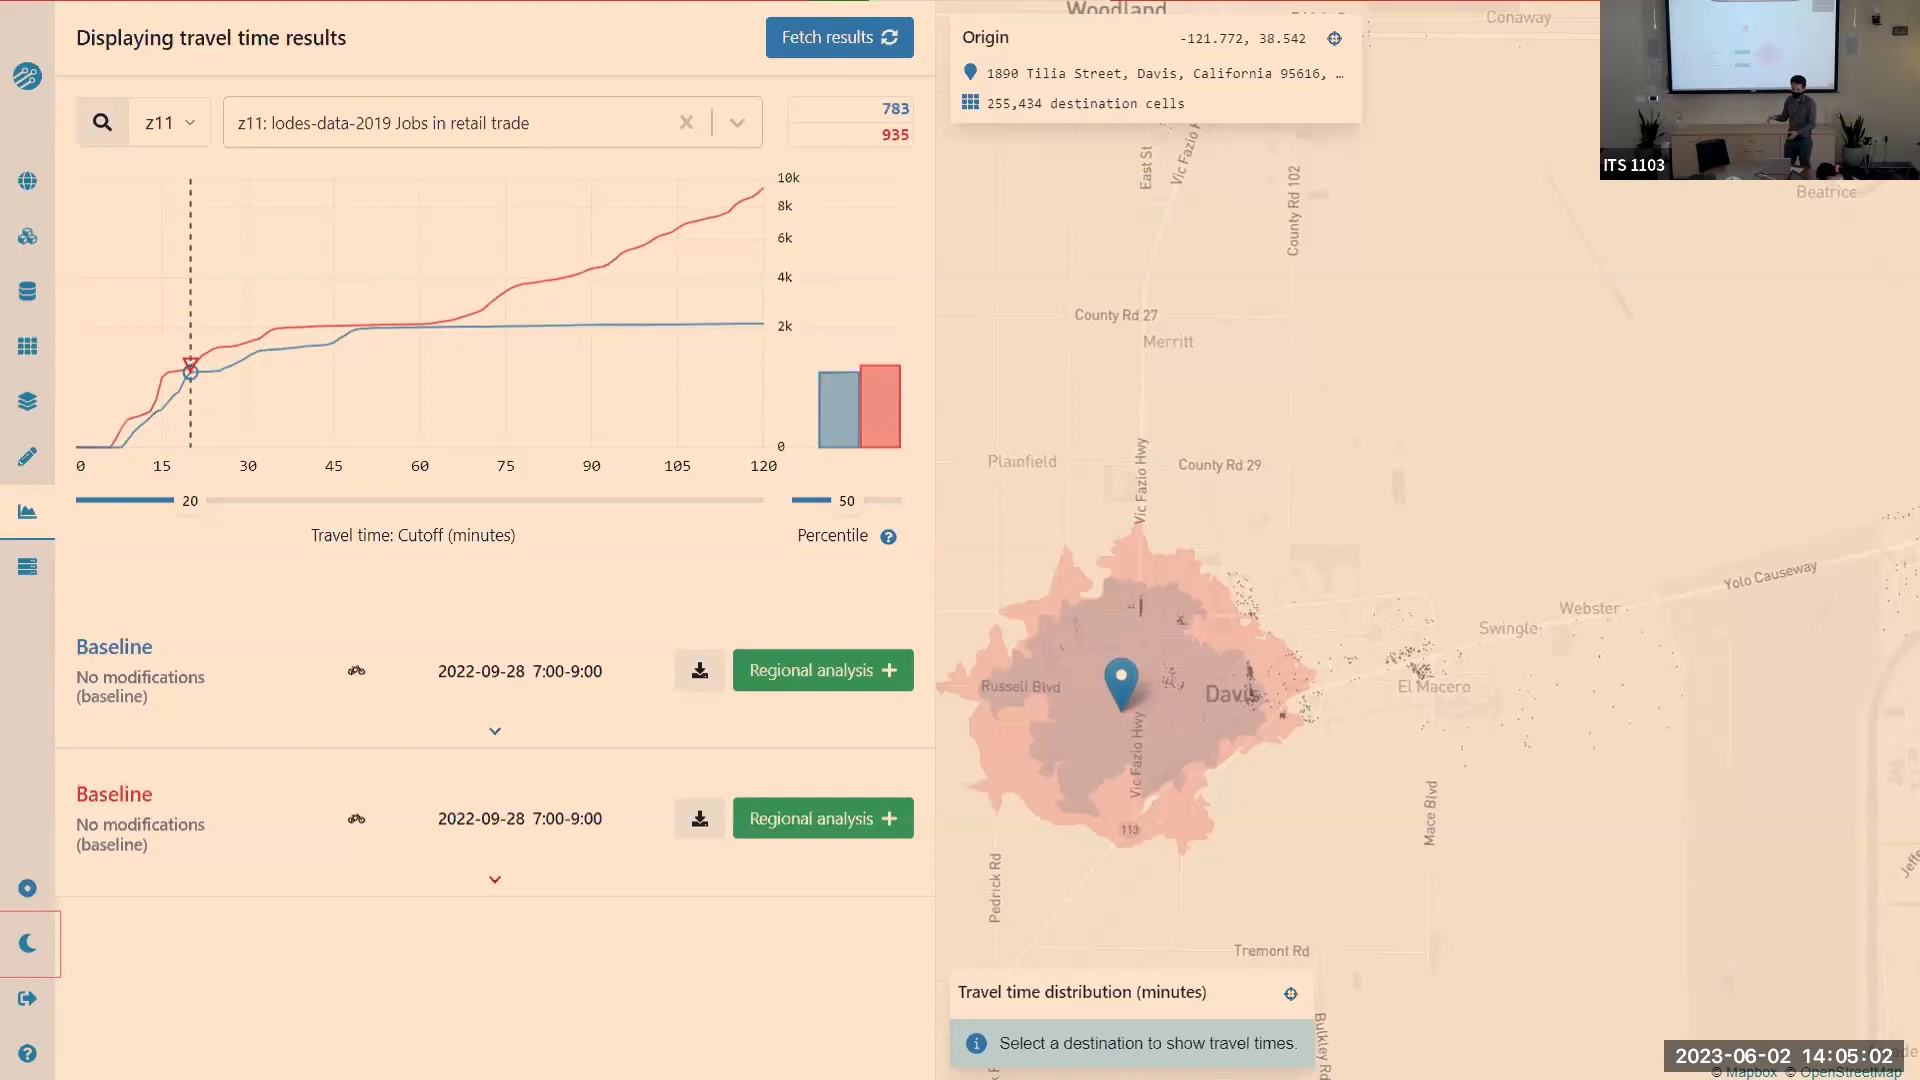 Displaying travel time results
Fetch results
z11
z11: lodes-data-2019 Jobs in retail trade
783
935
10k
8k
6k
4k
2k
0
0 15 30 45 60 75 90 105 120
20
50
Travel time: Cutoff (minutes)
Percentile
Baseline
No modifications
(baseline)
2022-09-28 7:00-9:00
Regional analysis
Baseline
No modifications
(baseline)
2022-09-28 7:00-9:00
Regional analysis
Woodland
Conaway
Origin
-121.772, 38.542
1890 Tilia Street, Davis, California 95616, …
255,434 destination cells
ITS 1103
Beatrice
East St
Vic Fazio
County Rd 102
County Rd 27
Merritt
Plainfield
County Rd 29
Vic Fazio Hwy
Yolo Causeway
Webster
Swingle
Russell Blvd
Davis
El Macero
Vic Fazio Hwy
113
Mace Blvd
Pedrick Rd
Tremont Rd
Bulkley Rd
Travel time distribution (minutes)
Select a destination to show travel times.
2023-06-02 14:05:02
© Mapbox © OpenStreetMap